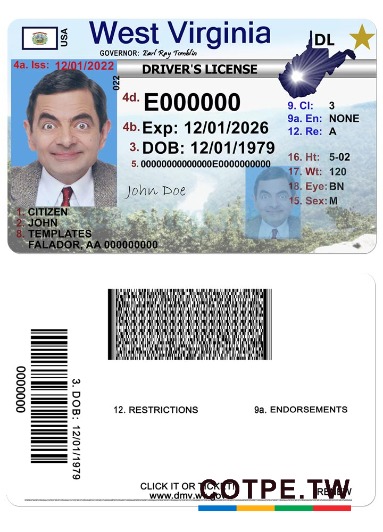 West Virginia
USA
DL
GOVERNOR: Earl Ray Tomblin
4a. Iss: 12/01/2022
DRIVER'S LICENSE
022
4d. E000000
9. Cl: 3
9a. En: NONE
4b. Exp: 12/01/2026
12. Re: A
3. DOB: 12/01/1979
5. 00000000000000E0000000000
16. Ht: 5-02
17. Wt: 120
18. Eye: BN
15. Sex: M
John Doe
1. CITIZEN
2. JOHN
8. TEMPLATES
FALADOR, AA 000000000
0000000
3. DOB: 12/01/1979
12. RESTRICTIONS
9a. ENDORSEMENTS
CLICK IT OR TICKET
www.dmv.wv.gov
RENEW
COTPE.TW